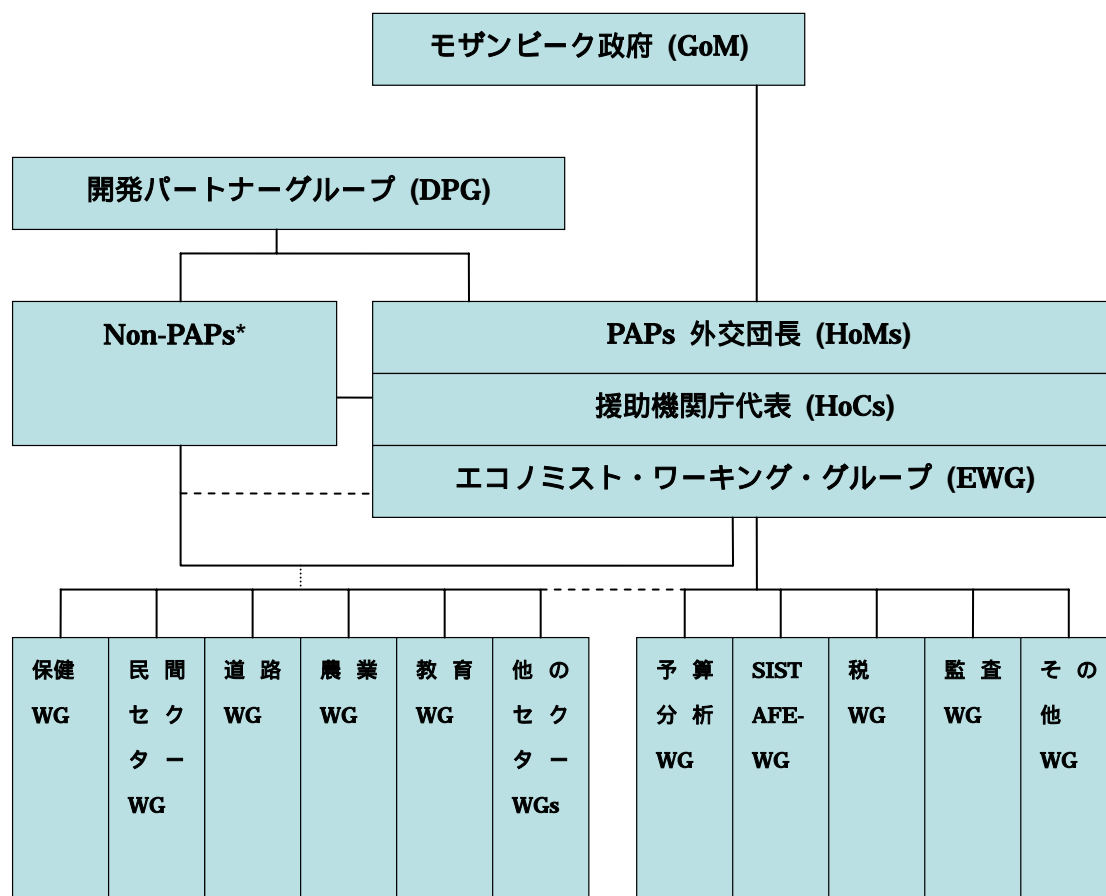 モザンビーク政府 (GoM)
開発パートナーグループ (DPG)
Non-PAPs*
PAPs 外交団長 (HoMs)
援助機関庁代表 (HoCs)
エコノミスト・ワーキング・グループ (EWG)
保健
WG
民間
セク
ター
WG
道路
WG
農業
WG
教育
WG
他の
セク
ター
WGs
予算
分析
WG
SIST
AFE-
WG
税
WG
監査
WG
その
他
WG